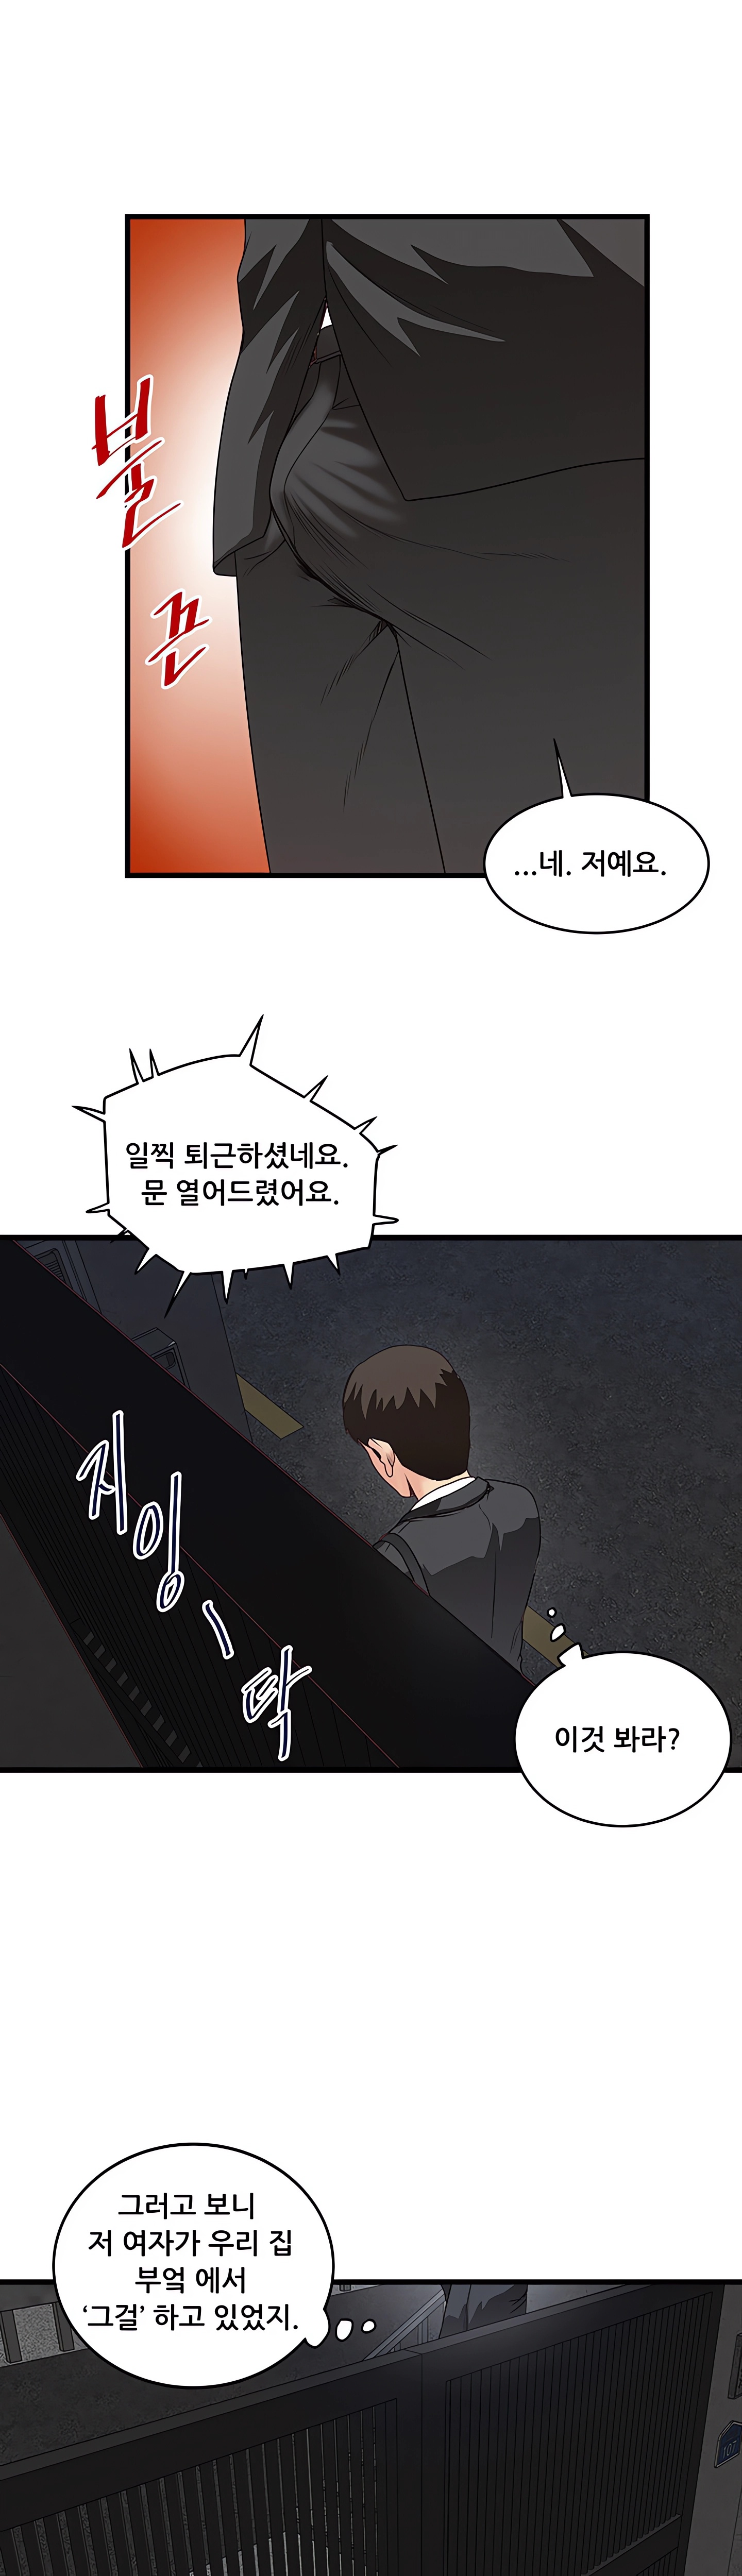 불
끈
...네. 저예요.
일찍 퇴근하셨네요.
문 열어드렸어요.
지잉~
딱
이것 봐라?
그러고 보니
저 여자가 우리 집
부엌 에서
‘그걸’ 하고 있었지.
107